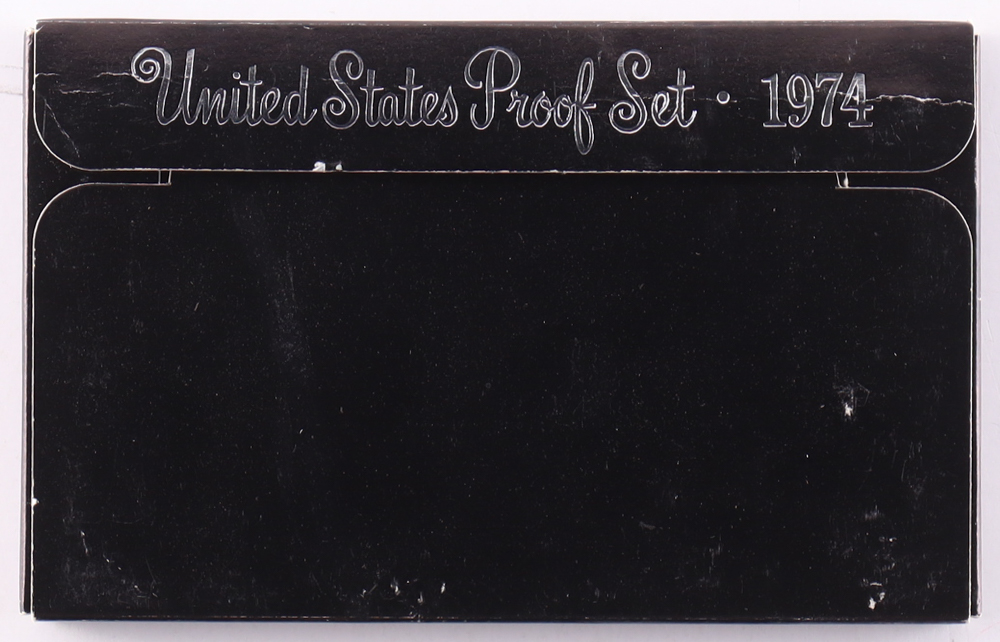 United States Proof Set · 1974